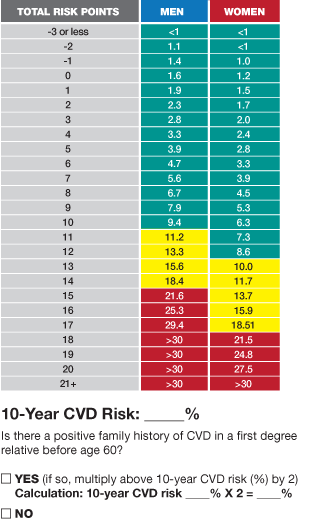 TOTAL RISK POINTS MEN WOMEN
-3 or less <1 <1
-2 1.1 <1
-1 1.4 1.0
0 1.6 1.2
1 1.9 1.5
2 2.3 1.7
3 2.8 2.0
4 3.3 2.4
5 3.9 2.8
6 4.7 3.3
7 5.6 3.9
8 6.7 4.5
9 7.9 5.3
10 9.4 6.3
11 11.2 7.3
12 13.3 8.6
13 15.6 10.0
14 18.4 11.7
15 21.6 13.7
16 25.3 15.9
17 29.4 18.51
18 >30 21.5
19 >30 24.8
20 >30 27.5
21+ >30 >30
10-Year CVD Risk: _____%
Is there a positive family history of CVD in a first degree
relative before age 60?
☐ YES (if so, multiply above 10-year CVD risk (%) by 2)
Calculation: 10-year CVD risk ____% X 2 = ____%
☐ NO